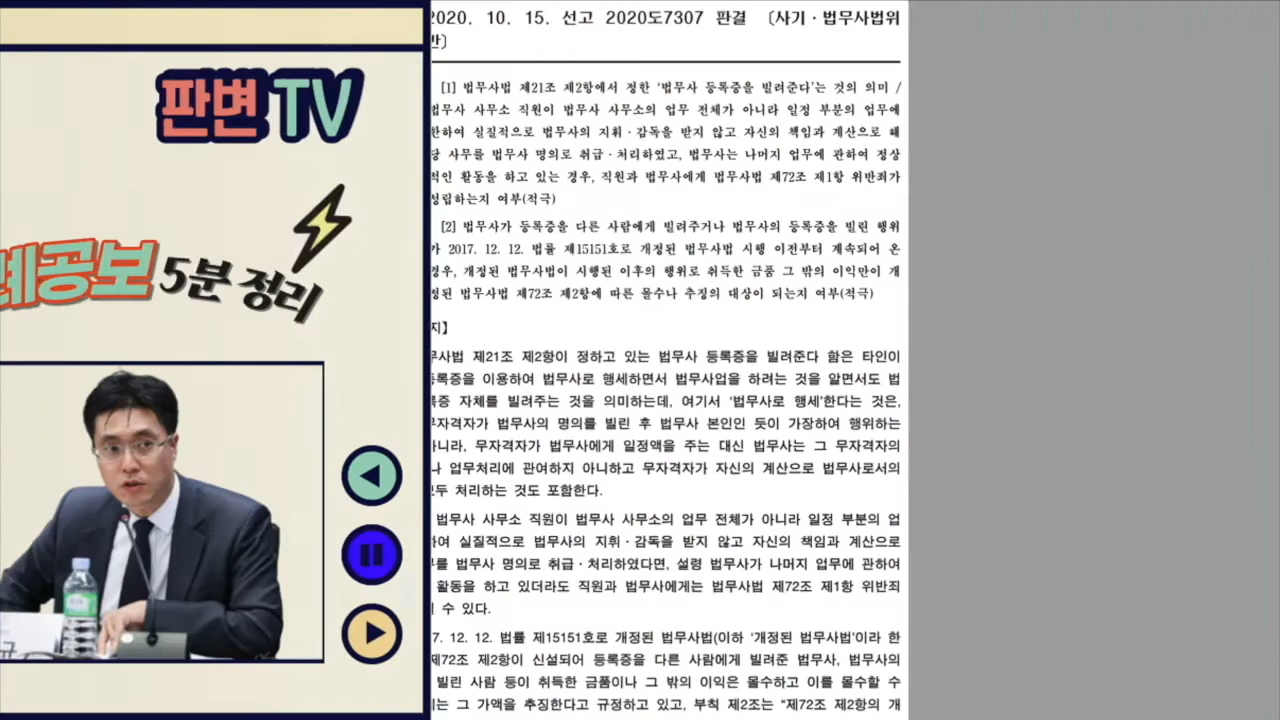 판변 TV
례공보 5분 정리
2020. 10. 15. 선고 2020도7307 판결 〔사기·법무사법위
반〕
[1] 법무사법 제21조 제2항에서 정한 ‘법무사 등록증을 빌려준다’는 것의 의미 /
법무사 사무소 직원이 법무사 사무소의 업무 전체가 아니라 일정 부분의 업무에
한하여 실질적으로 법무사의 지휘·감독을 받지 않고 자신의 책임과 계산으로 해
당 사무를 법무사 명의로 취급·처리하였고, 법무사는 나머지 업무에 관하여 정상
적인 활동을 하고 있는 경우, 직원과 법무사에게 법무사법 제72조 제1항 위반죄가
성립하는지 여부(적극)
[2] 법무사가 등록증을 다른 사람에게 빌려주거나 법무사의 등록증을 빌린 행위
가 2017. 12. 12. 법률 제15151호로 개정된 법무사법 시행 이전부터 계속되어 온
경우, 개정된 법무사법이 시행된 이후의 행위로 취득한 금품 그 밖의 이익만이 개
정된 법무사법 제72조 제2항에 따른 몰수나 추징의 대상이 되는지 여부(적극)
지】
무사법 제21조 제2항이 정하고 있는 법무사 등록증을 빌려준다 함은 타인이
등록증을 이용하여 법무사로 행세하면서 법무사업을 하려는 것을 알면서도 법
록증 자체를 빌려주는 것을 의미하는데, 여기서 ‘법무사로 행세’한다는 것은,
무자격자가 법무사의 명의를 빌린 후 법무사 본인인 듯이 가장하여 행위하는
아니라, 무자격자가 법무사에게 일정액을 주는 대신 법무사는 그 무자격자의
나 업무처리에 관여하지 아니하고 무자격자가 자신의 계산으로 법무사로서의
모두 처리하는 것도 포함한다.
법무사 사무소 직원이 법무사 사무소의 업무 전체가 아니라 일정 부분의 업
하여 실질적으로 법무사의 지휘·감독을 받지 않고 자신의 책임과 계산으로
무를 법무사 명의로 취급·처리하였다면, 설령 법무사가 나머지 업무에 관하여
활동을 하고 있더라도 직원과 법무사에게는 법무사법 제72조 제1항 위반죄
수 있다.
7. 12. 12. 법률 제15151호로 개정된 법무사법(이하 ‘개정된 법무사법’이라 한
제72조 제2항이 신설되어 등록증을 다른 사람에게 빌려준 법무사, 법무사의
빌린 사람 등이 취득한 금품이나 그 밖의 이익은 몰수하고 이를 몰수할 수
는 그 가액을 추징한다고 규정하고 있고, 부칙 제2조는 “제72조 제2항의 개
규